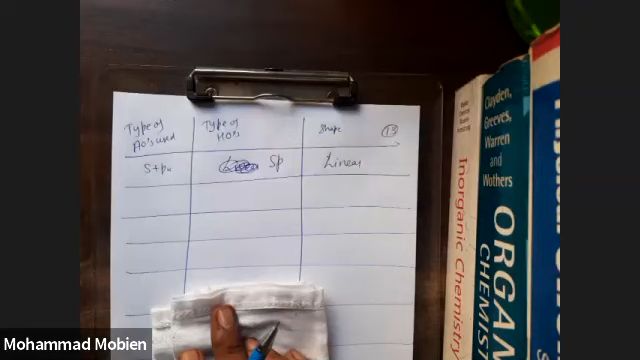 Type of
AO's used
Type of
HO's
Shape
13
Sp
Linear
Clayden,
Greeves,
Warren
and
Wothers
ORGAN
CHEMISTRY
Inorganic Chemistry
Mohammad Mobien